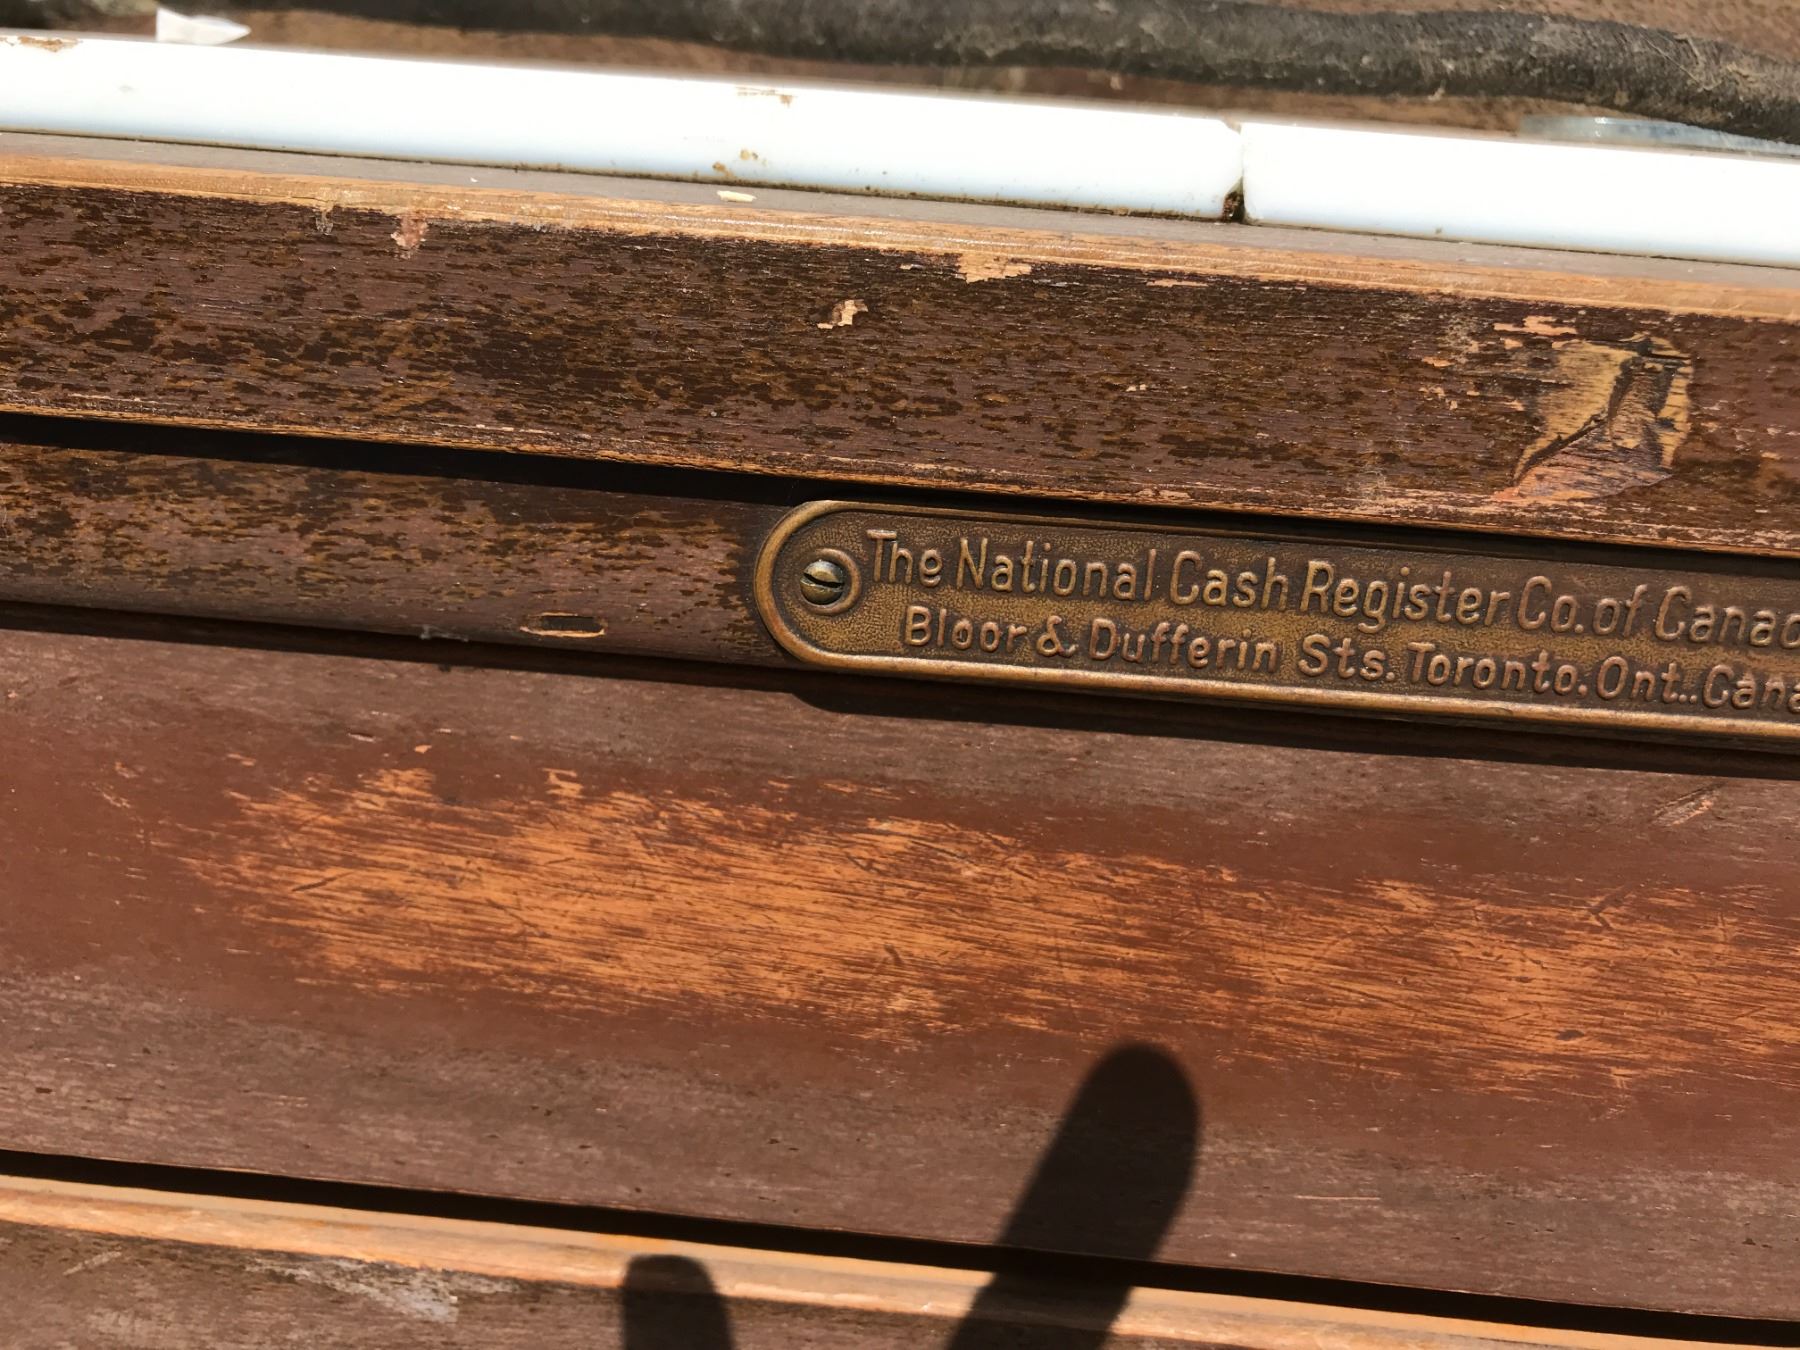 The National Cash Register Co. of Canad
Bloor & Dufferin Sts. Toronto. Ont.. Cana